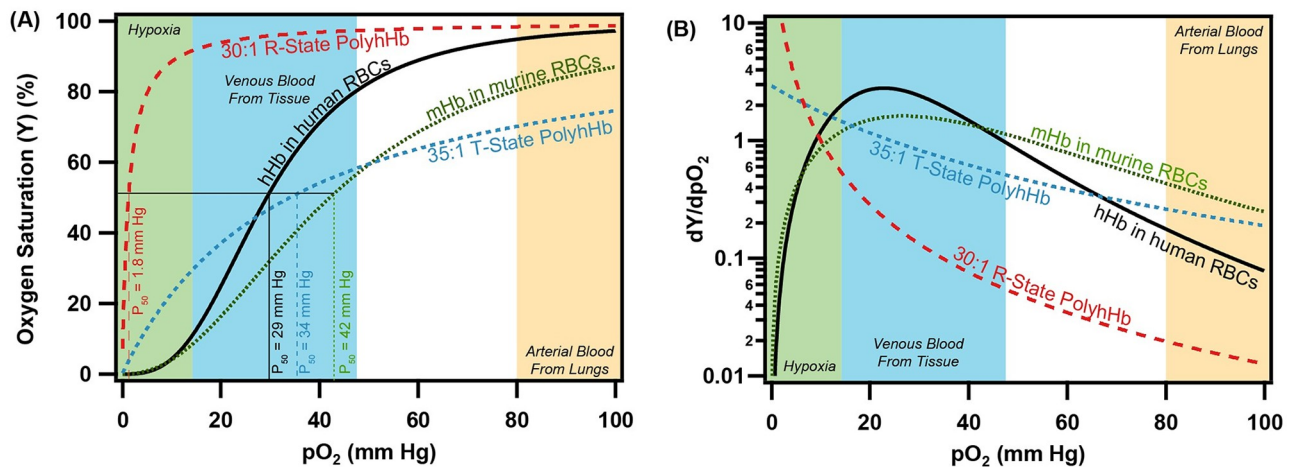 (A)
Oxygen Saturation (Y) (%)
100
80
60
40
20
0
Hypoxia
30:1 R-State PolyhHb
Venous Blood
From Tissue
hHb in human RBCs
mHb in murine RBCs
35:1 T-State PolyhHb
P50 = 1.8 mm Hg
P50 = 29 mm Hg
P50 = 34 mm Hg
P50 = 42 mm Hg
Arterial Blood
From Lungs
0 20 40 60 80 100
pO2 (mm Hg)
(B)
dY/dpO2
10
8
6
4
2
1
8
6
4
2
0.1
8
6
4
2
0.01
Arterial Blood
From Lungs
mHb in murine RBCs
35:1 T-State PolyhHb
hHb in human RBCs
30:1 R-State PolyhHb
Venous Blood
From Tissue
Hypoxia
0 20 40 60 80 100
pO2 (mm Hg)